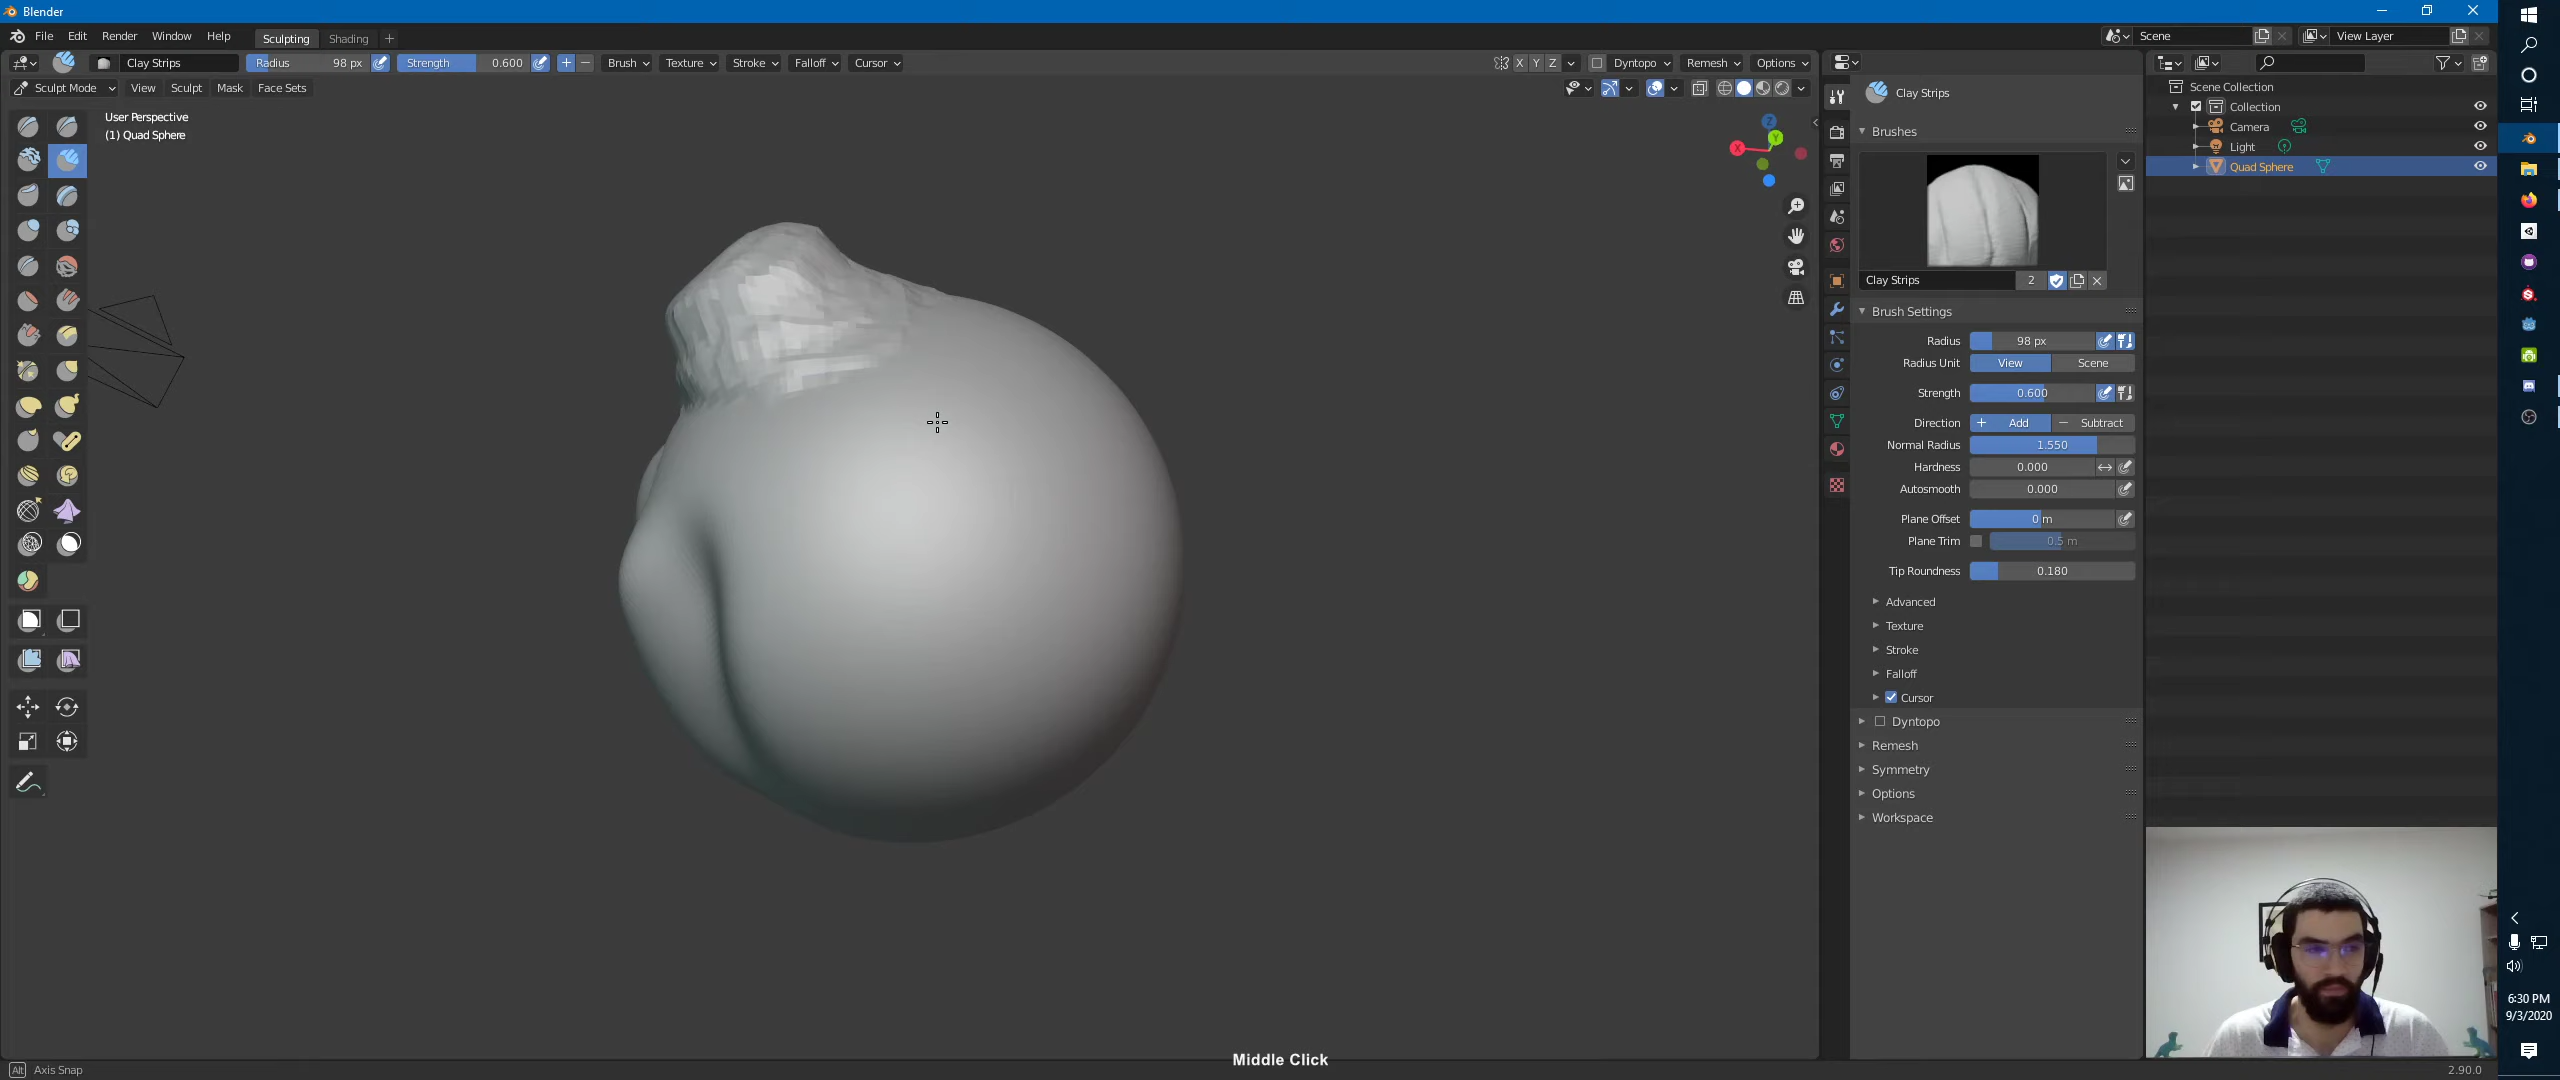 Blender
File Edit Render Window Help Sculpting Shading + Scene View Layer
Clay Strips Radius 98 px Strength 0.600 + − Brush Texture Stroke Falloff Cursor X Y Z Dyntopo Remesh Options
Sculpt Mode View Sculpt Mask Face Sets
User Perspective
(1) Quad Sphere
Z
Y
X
Clay Strips
Brushes
Clay Strips 2
Brush Settings
Radius 98 px
Radius Unit View Scene
Strength 0.600
Direction + Add − Subtract
Normal Radius 1.550
Hardness 0.000
Autosmooth 0.000
Plane Offset 0 m
Plane Trim 0.5 m
Tip Roundness 0.180
Advanced
Texture
Stroke
Falloff
Cursor
Dyntopo
Remesh
Symmetry
Options
Workspace
Scene Collection
Collection
Camera
Light
Quad Sphere
6:30 PM
9/3/2020
Middle Click
Alt Axis Snap
2.90.0